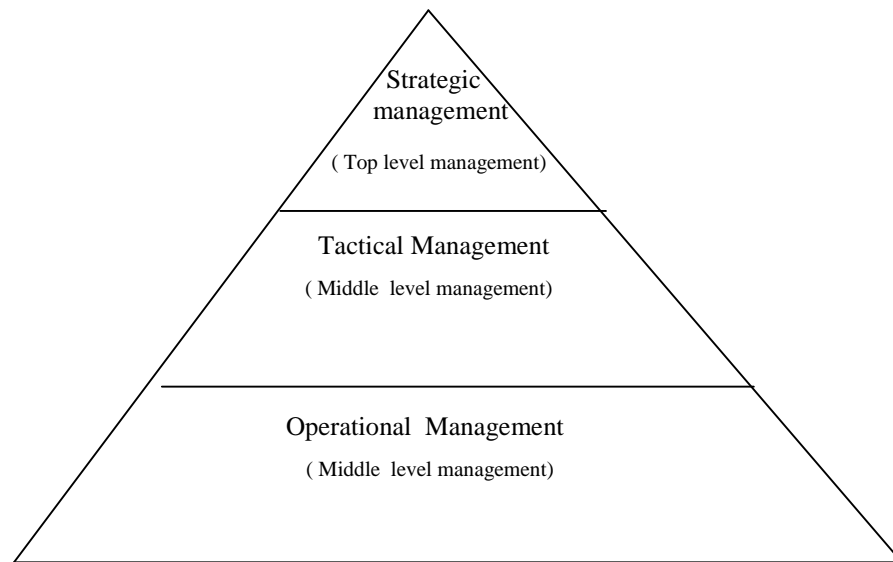 Strategic
management
( Top level management)
Tactical Management
( Middle  level management)
Operational  Management
( Middle  level management)